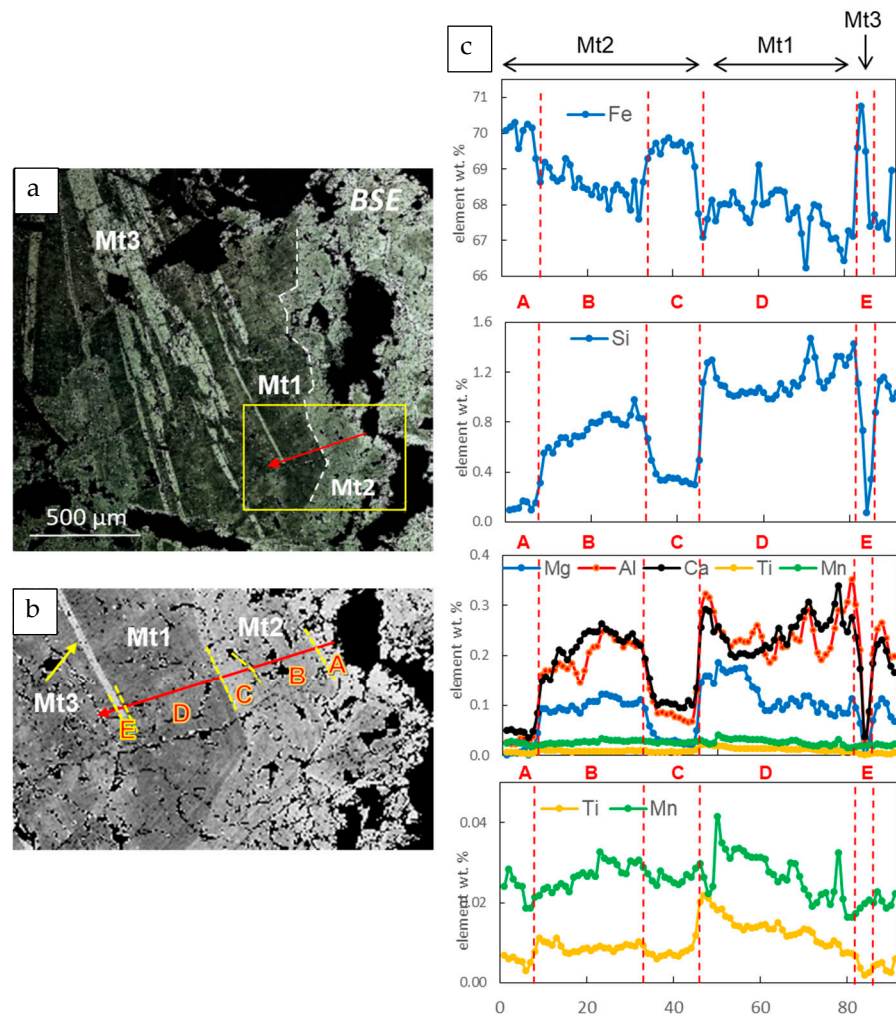 a
BSE
Mt3
Mt1
Mt2
500 µm
b
Mt1
Mt2
Mt3
A
B
C
D
E
c
Mt2
Mt1
Mt3
71
70
69
68
67
66
element wt. %
Fe
A B C D E
1.6
1.2
0.8
0.4
0.0
element wt. %
Si
A B C D E
0.4
0.3
0.2
0.1
0.0
element wt. %
Mg Al Ca Ti Mn
A B C D E
0.04
0.02
0.00
element wt. %
Ti Mn
0 20 40 60 80